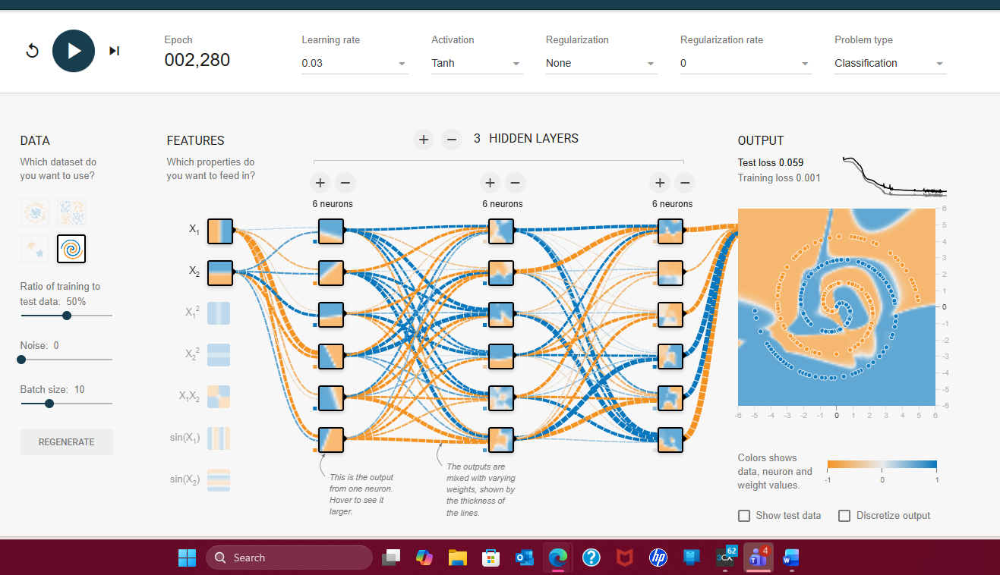 Epoch
002,280
Learning rate
0.03
Activation
Tanh
Regularization
None
Regularization rate
0
Problem type
Classification
DATA
Which dataset do
you want to use?
Ratio of training to
test data: 50%
Noise: 0
Batch size: 10
REGENERATE
FEATURES
Which properties do
you want to feed in?
X₁
X₂
X₁²
X₂²
X₁X₂
sin(X₁)
sin(X₂)
+ − 3 HIDDEN LAYERS
+ −
6 neurons
+ −
6 neurons
+ −
6 neurons
This is the output
from one neuron.
Hover to see it
larger.
The outputs are
mixed with varying
weights, shown by
the thickness of
the lines.
OUTPUT
Test loss 0.059
Training loss 0.001
6
5
4
3
2
1
0
-1
-2
-3
-4
-5
-6
-6 -5 -4 -3 -2 -1 0 1 2 3 4 5 6
Colors shows
data, neuron and
weight values.
-1 0 1
Show test data
Discretize output
Search
hp
3CX
62
T
4
W